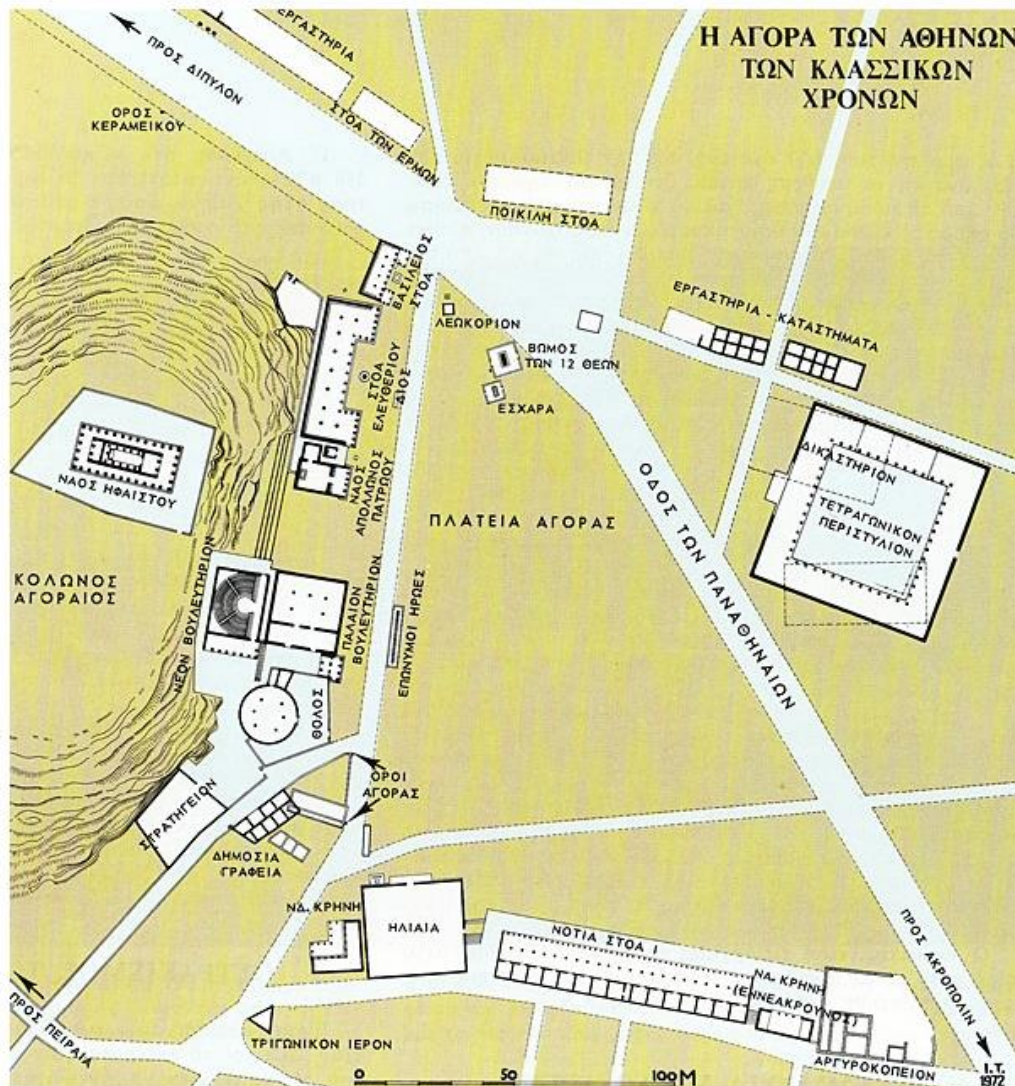 Η ΑΓΟΡΑ ΤΩΝ ΑΘΗΝΩΝ
ΤΩΝ ΚΛΑΣΣΙΚΩΝ
ΧΡΟΝΩΝ
ΕΡΓΑΣΤΗΡΙΑ
ΠΡΟΣ ΔΙΠΥΛΟΝ
ΟΡΟΣ
ΚΕΡΑΜΕΙΚΟΥ
ΣΤΟΑ ΤΩΝ ΕΡΜΩΝ
ΠΟΙΚΙΛΗ ΣΤΟΑ
ΒΑΣΙΛΕΙΟΣ
ΣΤΟΑ
ΛΕΩΚΟΡΙΟΝ
ΕΡΓΑΣΤΗΡΙΑ - ΚΑΤΑΣΤΗΜΑΤΑ
ΒΩΜΟΣ
ΤΩΝ 12 ΘΕΩΝ
ΕΣΧΑΡΑ
ΣΤΟΑ
ΕΛΕΥΘΕΡΙΟΥ
ΔΙΟΣ
ΝΑΟΣ ΗΦΑΙΣΤΟΥ
ΝΑΟΣ
ΑΠΟΛΛΩΝΟΣ
ΠΑΤΡΩΟΥ
ΔΙΚΑΣΤΗΡΙΟΝ
ΤΕΤΡΑΓΩΝΙΚΟΝ
ΠΕΡΙΣΤΥΛΙΟΝ
ΠΛΑΤΕΙΑ ΑΓΟΡΑΣ
ΟΔΟΣ ΤΩΝ ΠΑΝΑΘΗΝΑΙΩΝ
ΚΟΛΩΝΟΣ
ΑΓΟΡΑΙΟΣ
ΝΕΟΝ ΒΟΥΛΕΥΤΗΡΙΟΝ
ΠΑΛΑΙΟΝ
ΒΟΥΛΕΥΤΗΡΙΟΝ
ΕΠΩΝΥΜΟΙ ΗΡΩΕΣ
ΘΟΛΟΣ
ΟΡΟΙ
ΑΓΟΡΑΣ
ΣΤΡΑΤΗΓΕΙΟΝ
ΔΗΜΟΣΙΑ
ΓΡΑΦΕΙΑ
ΝΔ. ΚΡΗΝΗ
ΗΛΙΑΙΑ
ΝΟΤΙΑ ΣΤΟΑ Ι
ΝΔ. ΚΡΗΝΗ
(ΕΝΝΕΑΚΡΟΥΝΟΣ)
ΠΡΟΣ ΑΚΡΟΠΟΛΙΝ
ΠΡΟΣ ΠΕΙΡΑΙΑ
ΤΡΙΓΩΝΙΚΟΝ ΙΕΡΟΝ
ΑΡΓΥΡΟΚΟΠΕΙΟΝ
0 50 100 Μ
Ι.Τ.
1972